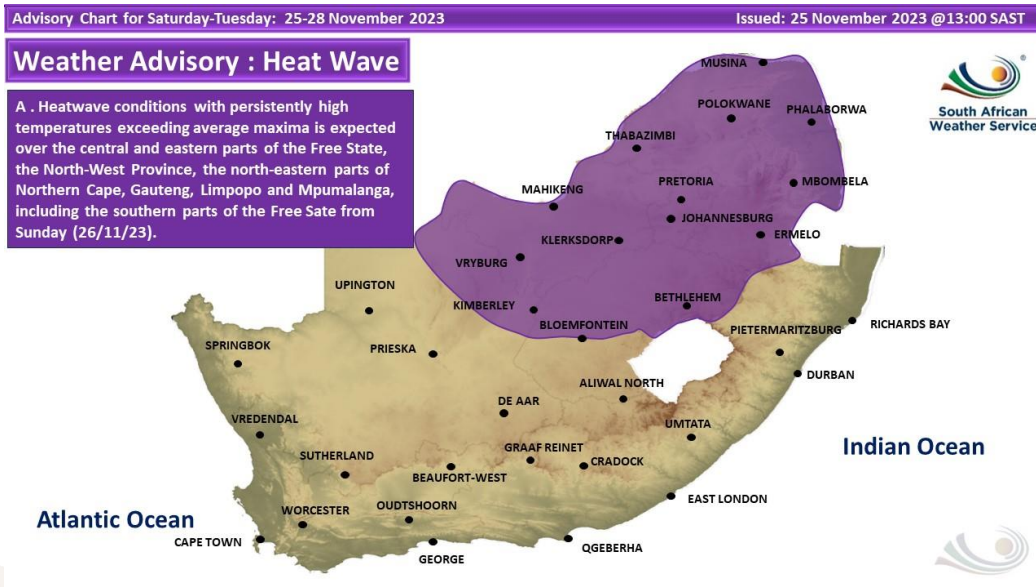 Advisory Chart for Saturday-Tuesday: 25-28 November 2023
Issued: 25 November 2023 @13:00 SAST
Weather Advisory : Heat Wave
A . Heatwave conditions with persistently high
temperatures exceeding average maxima is expected
over the central and eastern parts of the Free State,
the North-West Province, the north-eastern parts of
Northern Cape, Gauteng, Limpopo and Mpumalanga,
including the southern parts of the Free Sate from
Sunday (26/11/23).
South African
Weather Service
®
MUSINA
POLOKWANE
PHALABORWA
THABAZIMBI
PRETORIA
MBOMBELA
MAHIKENG
JOHANNESBURG
KLERKSDORP
ERMELO
VRYBURG
UPINGTON
KIMBERLEY
BETHLEHEM
BLOEMFONTEIN
PIETERMARITZBURG
RICHARDS BAY
SPRINGBOK
PRIESKA
DURBAN
ALIWAL NORTH
DE AAR
VREDENDAL
UMTATA
SUTHERLAND
GRAAF REINET
CRADOCK
BEAUFORT-WEST
Indian Ocean
EAST LONDON
OUDTSHOORN
WORCESTER
Atlantic Ocean
CAPE TOWN
QGEBERHA
GEORGE